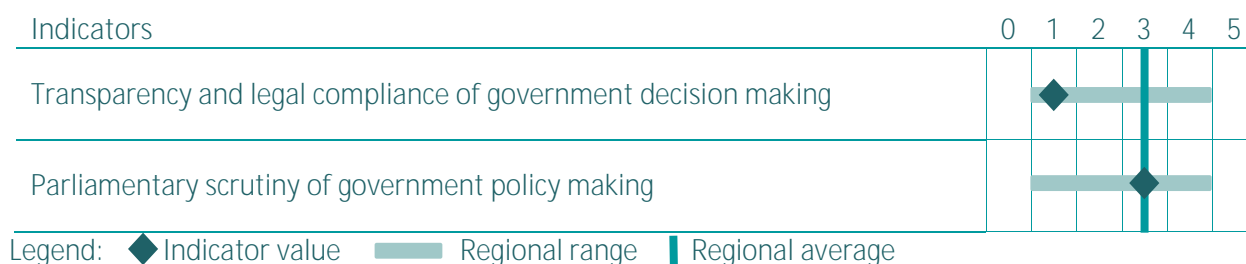 Indicators 0 1 2 3 4 5
Transparency and legal compliance of government decision making
Parliamentary scrutiny of government policy making
Legend: Indicator value Regional range Regional average